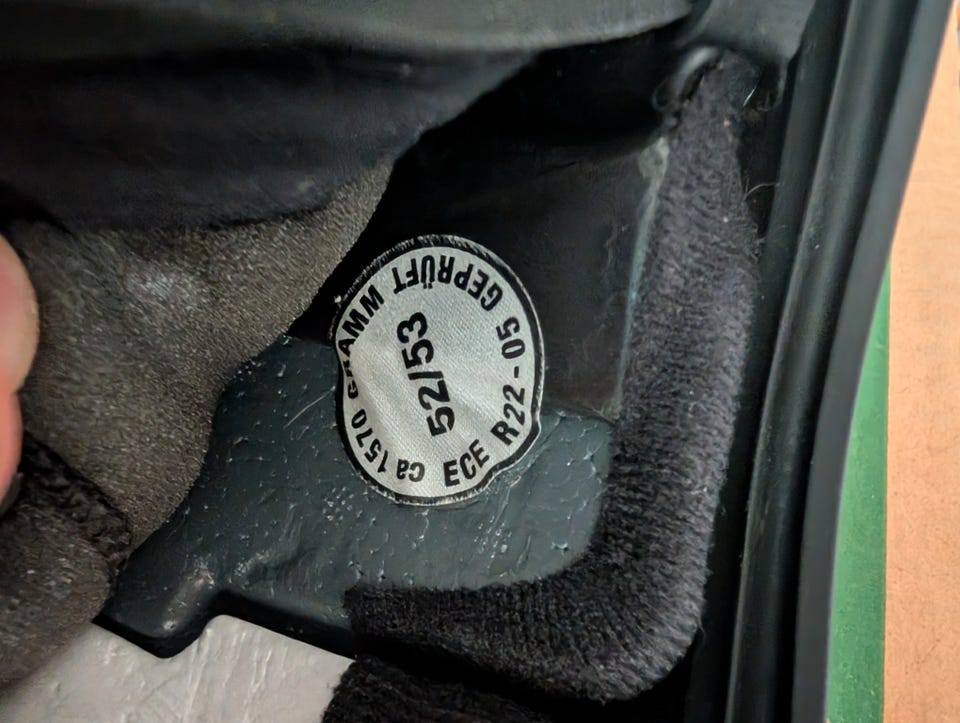 ca 1570 GRAMM GEPRÜFT
ECE R22-05
52/53